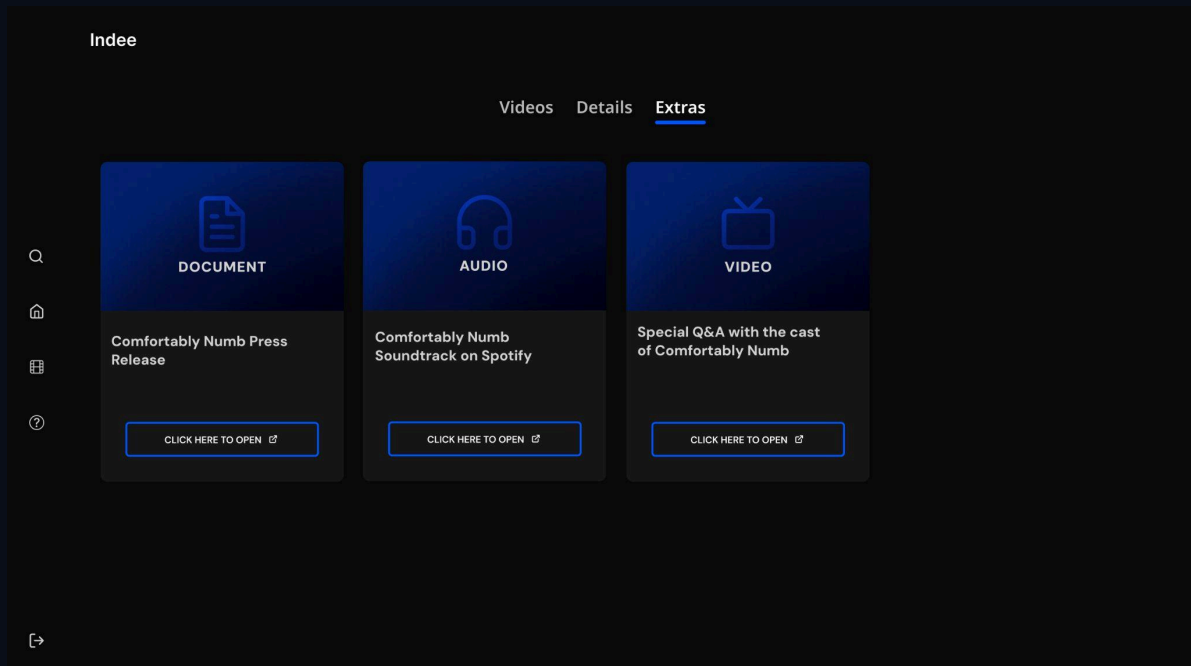 Indee
Videos Details Extras
DOCUMENT
Comfortably Numb Press
Release
CLICK HERE TO OPEN
AUDIO
Comfortably Numb
Soundtrack on Spotify
CLICK HERE TO OPEN
VIDEO
Special Q&A with the cast
of Comfortably Numb
CLICK HERE TO OPEN